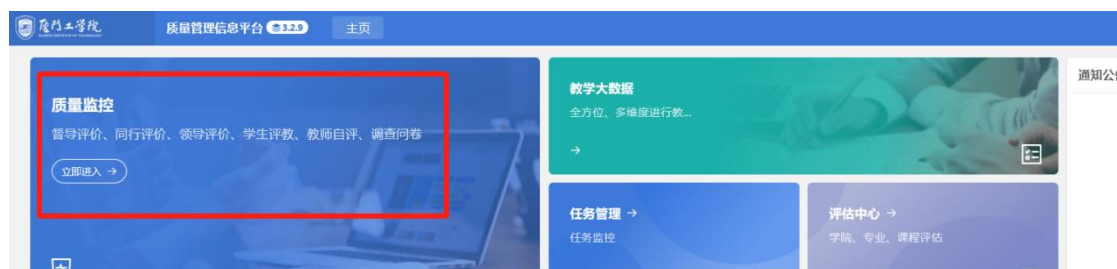 厦门工学院
质量管理信息平台 3.2.9 主页
质量监控
督导评价、同行评价、领导评价、学生评教、教师自评、调查问卷
立即进入 →
教学大数据
全方位、多维度进行教...
→
任务管理 →
任务监控
评估中心 →
学院、专业、课程评估
通知公